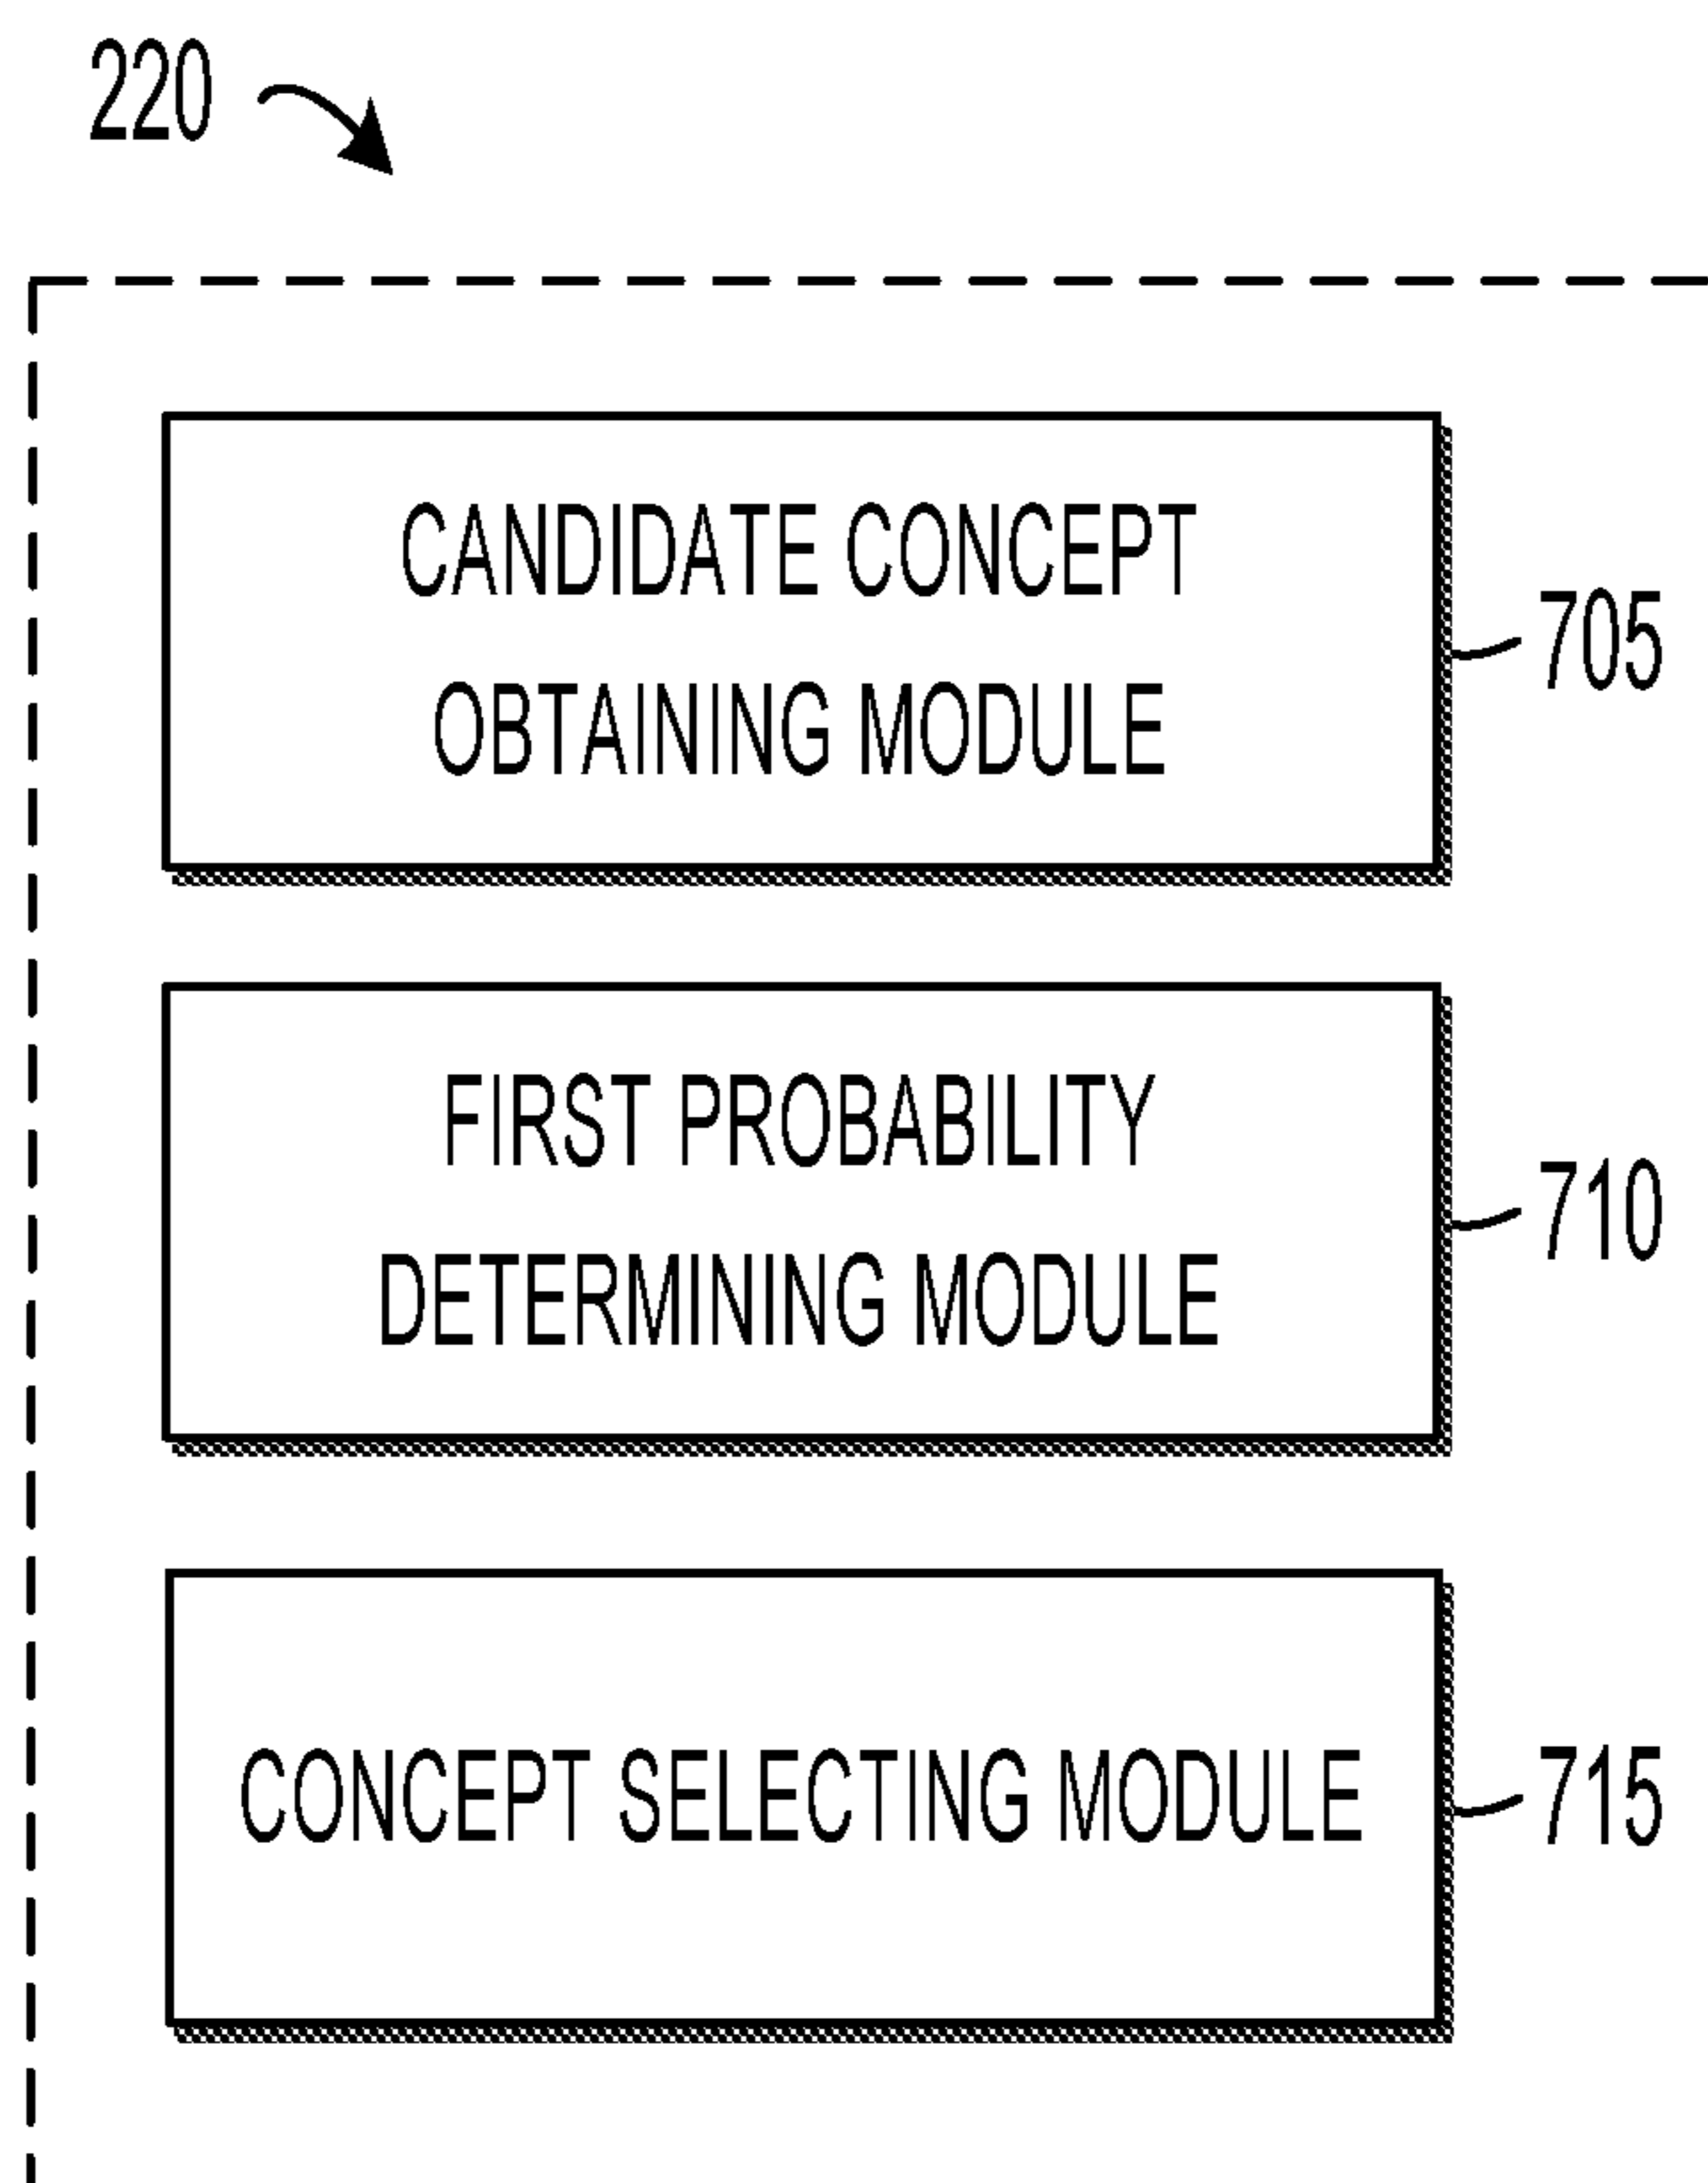 220
CANDIDATE CONCEPT
OBTAINING MODULE
705
FIRST PROBABILITY
DETERMINING MODULE
710
CONCEPT SELECTING MODULE
715